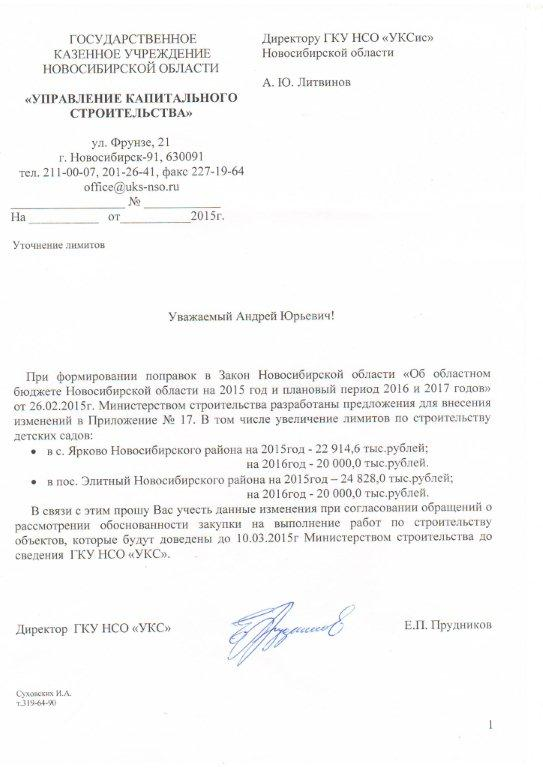 ГОСУДАРСТВЕННОЕ
КАЗЕННОЕ УЧРЕЖДЕНИЕ
НОВОСИБИРСКОЙ ОБЛАСТИ
«УПРАВЛЕНИЕ КАПИТАЛЬНОГО
СТРОИТЕЛЬСТВА»
ул. Фрунзе, 21
г. Новосибирск-91, 630091
тел. 211-00-07, 201-26-41, факс 227-19-64
office@uks-nso.ru
__________________ № ____________
На ___________ от___________2015г.
Директору ГКУ НСО «УКСис»
Новосибирской области
А. Ю. Литвинов
Уточнение лимитов
Уважаемый Андрей Юрьевич!
При формировании поправок в Закон Новосибирской области «Об областном
бюджете Новосибирской области на 2015 год и плановый период 2016 и 2017 годов»
от 26.02.2015г. Министерством строительства разработаны предложения для внесения
изменений в Приложение № 17. В том числе увеличение лимитов по строительству
детских садов:
• в с. Ярково Новосибирского района на 2015год - 22 914,6 тыс.рублей;
на 2016год - 20 000,0 тыс.рублей.
• в пос. Элитный Новосибирского района на 2015год – 24 828,0 тыс.рублей;
на 2016год - 20 000,0 тыс.рублей.
В связи с этим прошу Вас учесть данные изменения при согласовании обращений о
рассмотрении обоснованности закупки на выполнение работ по строительству
объектов, которые будут доведены до 10.03.2015г Министерством строительства до
сведения ГКУ НСО «УКС».
Директор ГКУ НСО «УКС»
Е.П. Прудников
Суховских И.А.
т.319-64-90
1